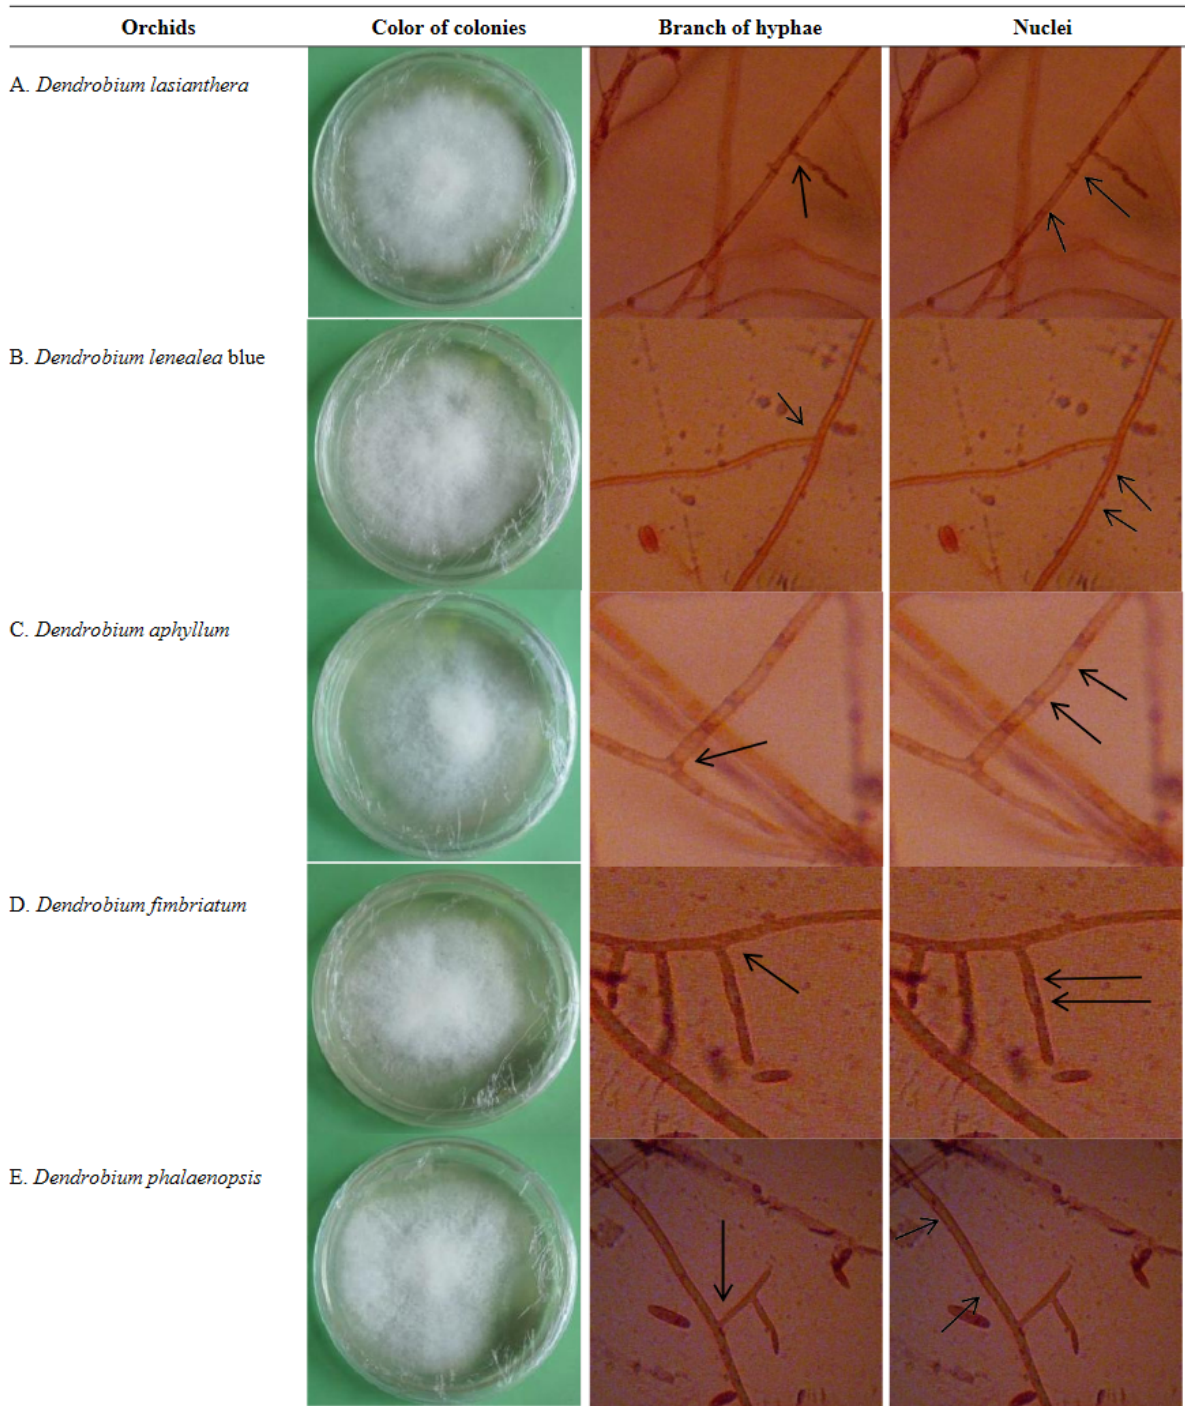 Orchids Color of colonies Branch of hyphae Nuclei
A. Dendrobium lasianthera
B. Dendrobium lenealea blue
C. Dendrobium aphyllum
D. Dendrobium fimbriatum
E. Dendrobium phalaenopsis